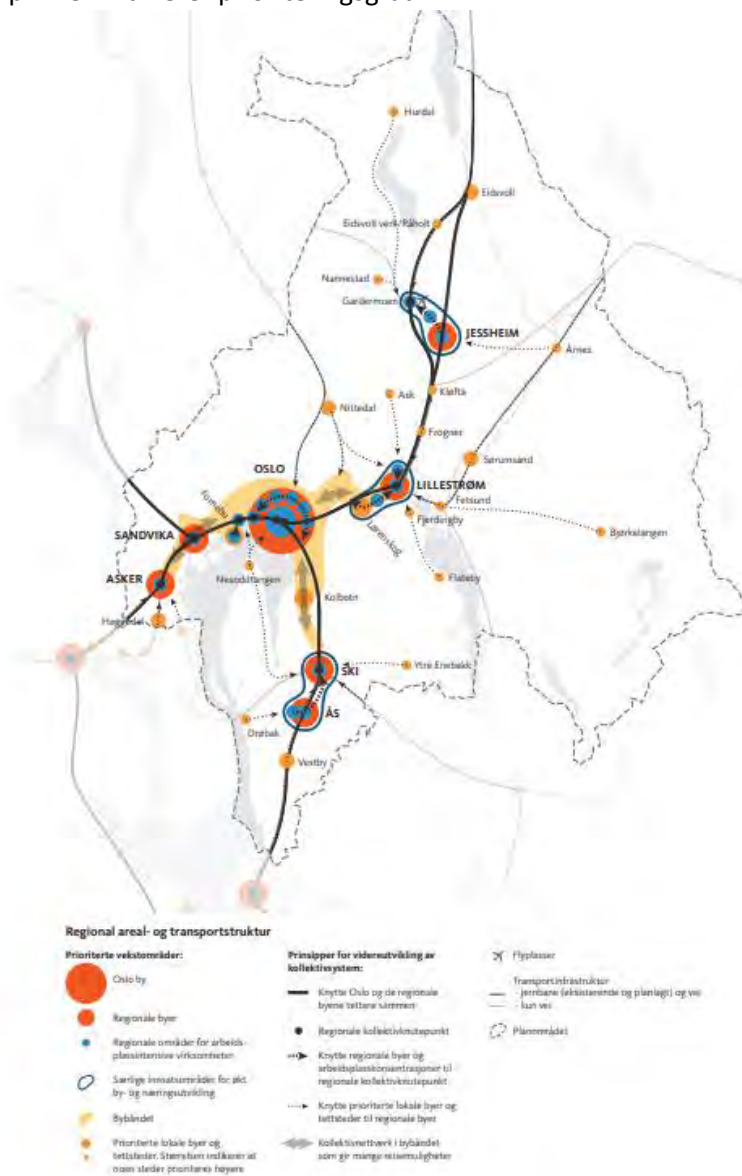 Hurdal
Eidsvoll
Eidsvoll verk/Råholt
Nannestad
Gardermoen
JESSHEIM
Årnes
Ask
Kløfta
Nittedal
Frogner
Sørumsand
OSLO
LILLESTRØM
Fornebu
Fetsund
Lørenskog
Fjerdingby
Bjørkelangen
SANDVIKA
Nesoddtangen
Flateby
ASKER
Kolbotn
SKI
Ytre Enebakk
ÅS
Drøbak
Vestby
Regional areal- og transportstruktur
Prioriterte vekstområder:
Oslo by
Regionale byer
Regionale områder for arbeids-
plassintensive virksomheter
Særlige innsatsområder for økt
by- og næringsutvikling
Bybåndet
Prioriterte lokale byer og
tettsteder. Størrelsen indikerer at
noen steder prioriteres høyere
Prinsipper for videreutvikling av
kollektivsystem:
Knytte Oslo og de regionale
byene tettere sammen
Regionale kollektivknutepunkt
Knytte regionale byer og
arbeidsplasskonsentrasjoner til
regionale kollektivknutepunkt
Knytte prioriterte lokale byer og
tettsteder til regionale byer
Kollektivnettverk i bybåndet
som gir mange reisemuligheter
Flyplasser
Transportinfrastruktur
- jernbane (eksisterende og planlagt) og vei
- kun vei
Planområdet